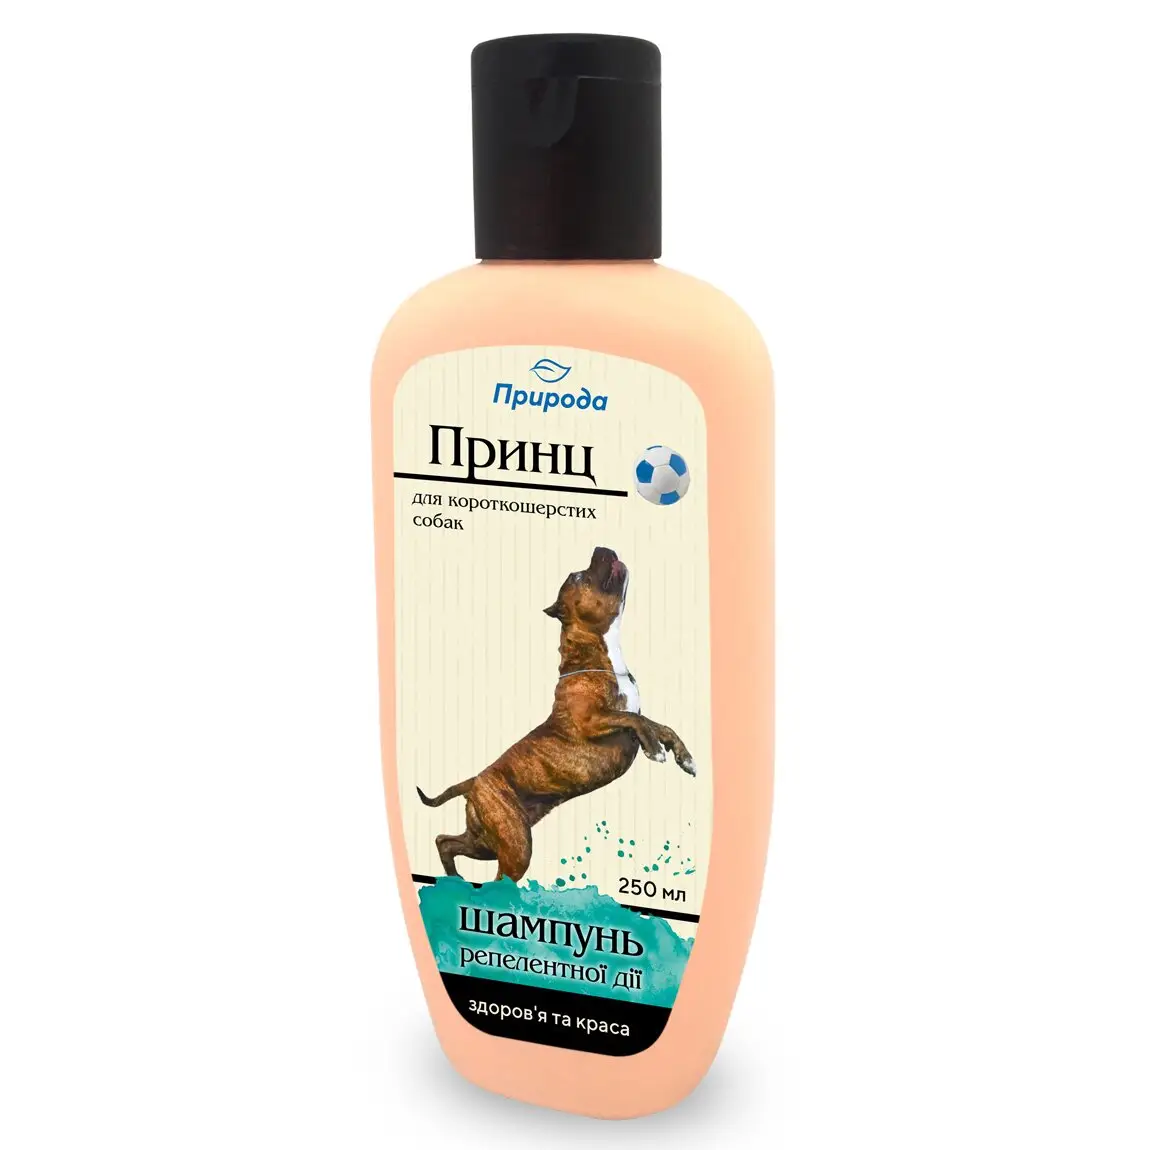 Природа
Принц
для короткошерстих
собак
250 мл
шампунь
репелентної дії
здоров'я та краса